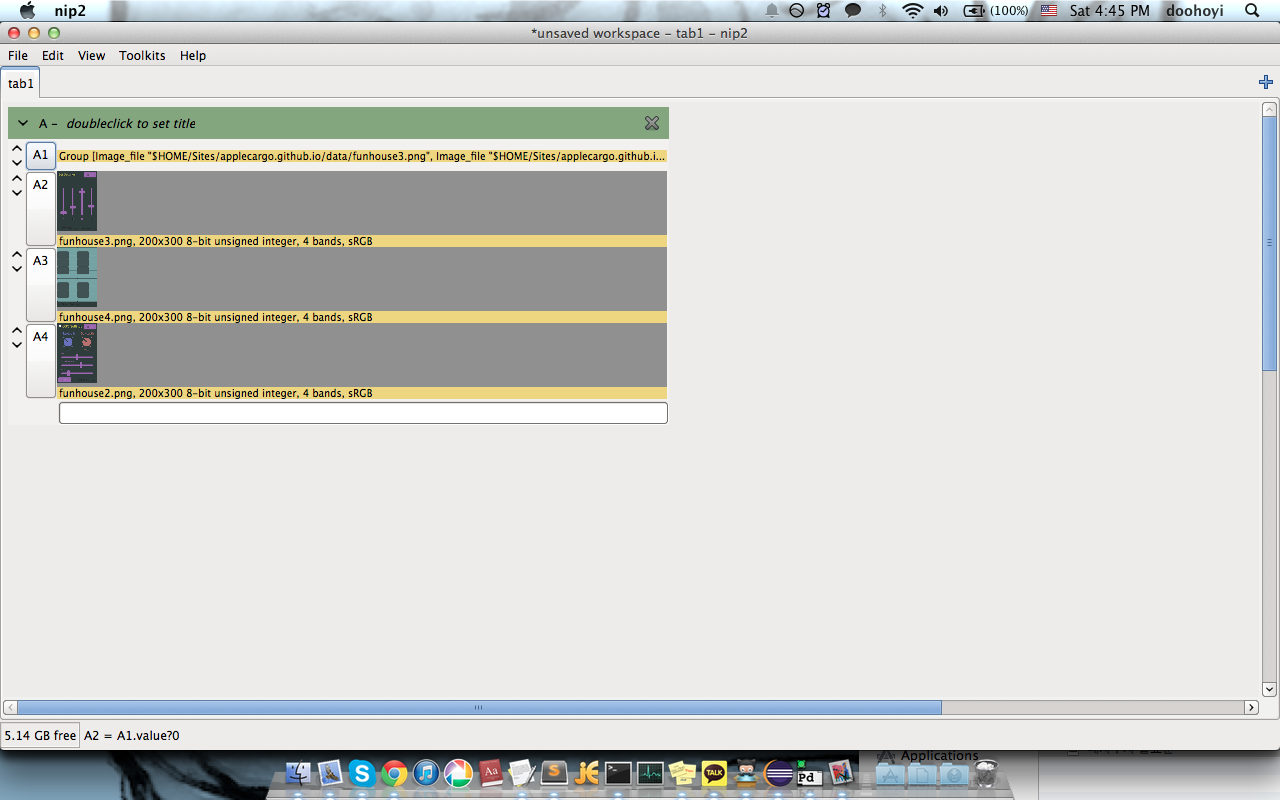 nip2
(100%)
Sat 4:45 PM
doohoyi
*unsaved workspace – tab1 – nip2
File Edit View Toolkits Help
tab1
A – doubleclick to set title
A1
Group [Image_file "$HOME/Sites/applecargo.github.io/data/funhouse3.png", Image_file "$HOME/Sites/applecargo.github.i...
A2
funhouse3.png, 200x300 8-bit unsigned integer, 4 bands, sRGB
A3
funhouse4.png, 200x300 8-bit unsigned integer, 4 bands, sRGB
A4
funhouse2.png, 200x300 8-bit unsigned integer, 4 bands, sRGB
5.14 GB free
A2 = A1.value?0
Applications
Aa
S
jE
TALK
Pd